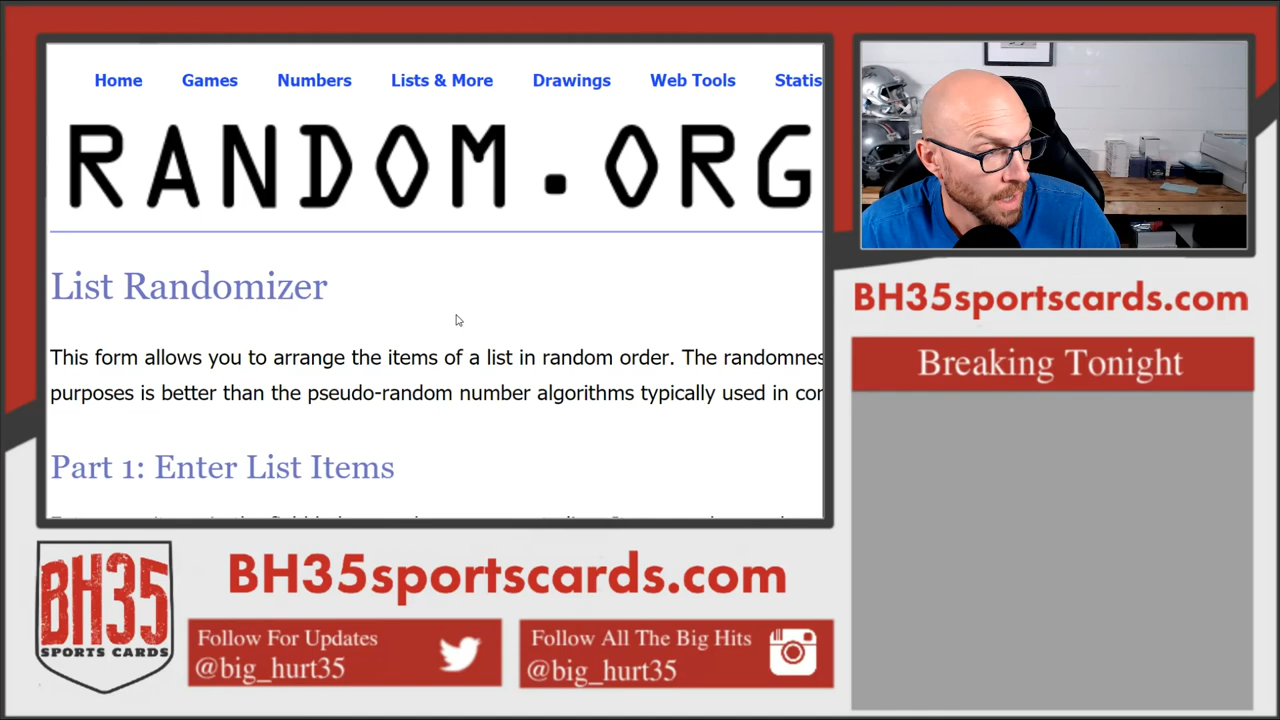 Home Games Numbers Lists & More Drawings Web Tools Statis
RANDOM.ORG
List Randomizer
This form allows you to arrange the items of a list in random order. The randomnes
purposes is better than the pseudo-random number algorithms typically used in cor
Part 1: Enter List Items
BH35sportscards.com
Breaking Tonight
BH35
SPORTS CARDS
BH35sportscards.com
Follow For Updates
@big_hurt35
Follow All The Big Hits
@big_hurt35